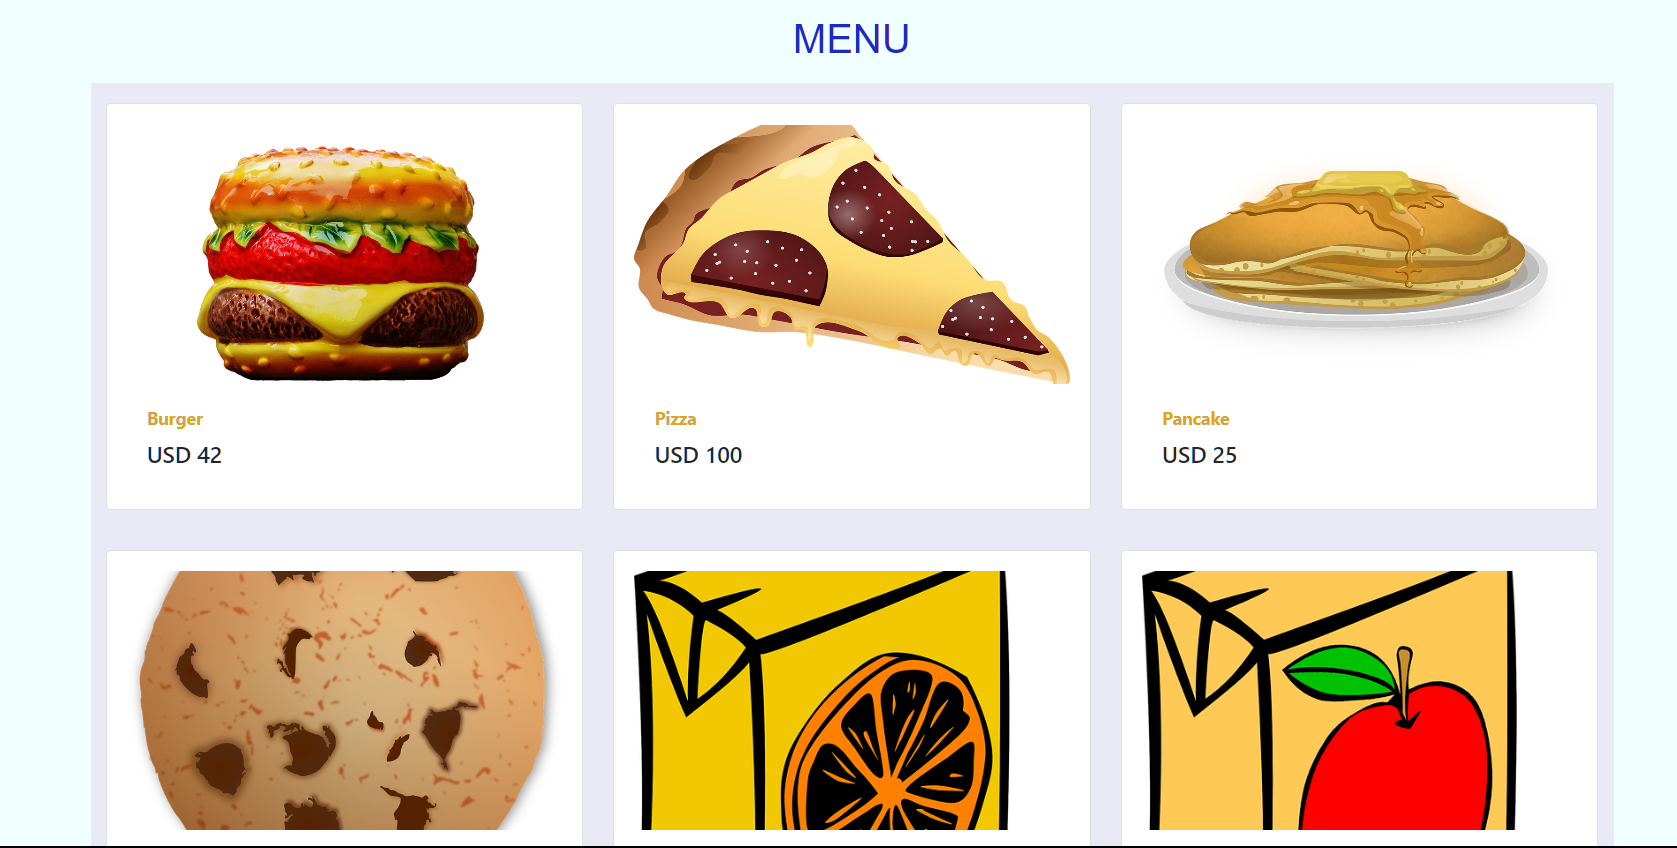 MENU
Burger
USD 42
Pizza
USD 100
Pancake
USD 25